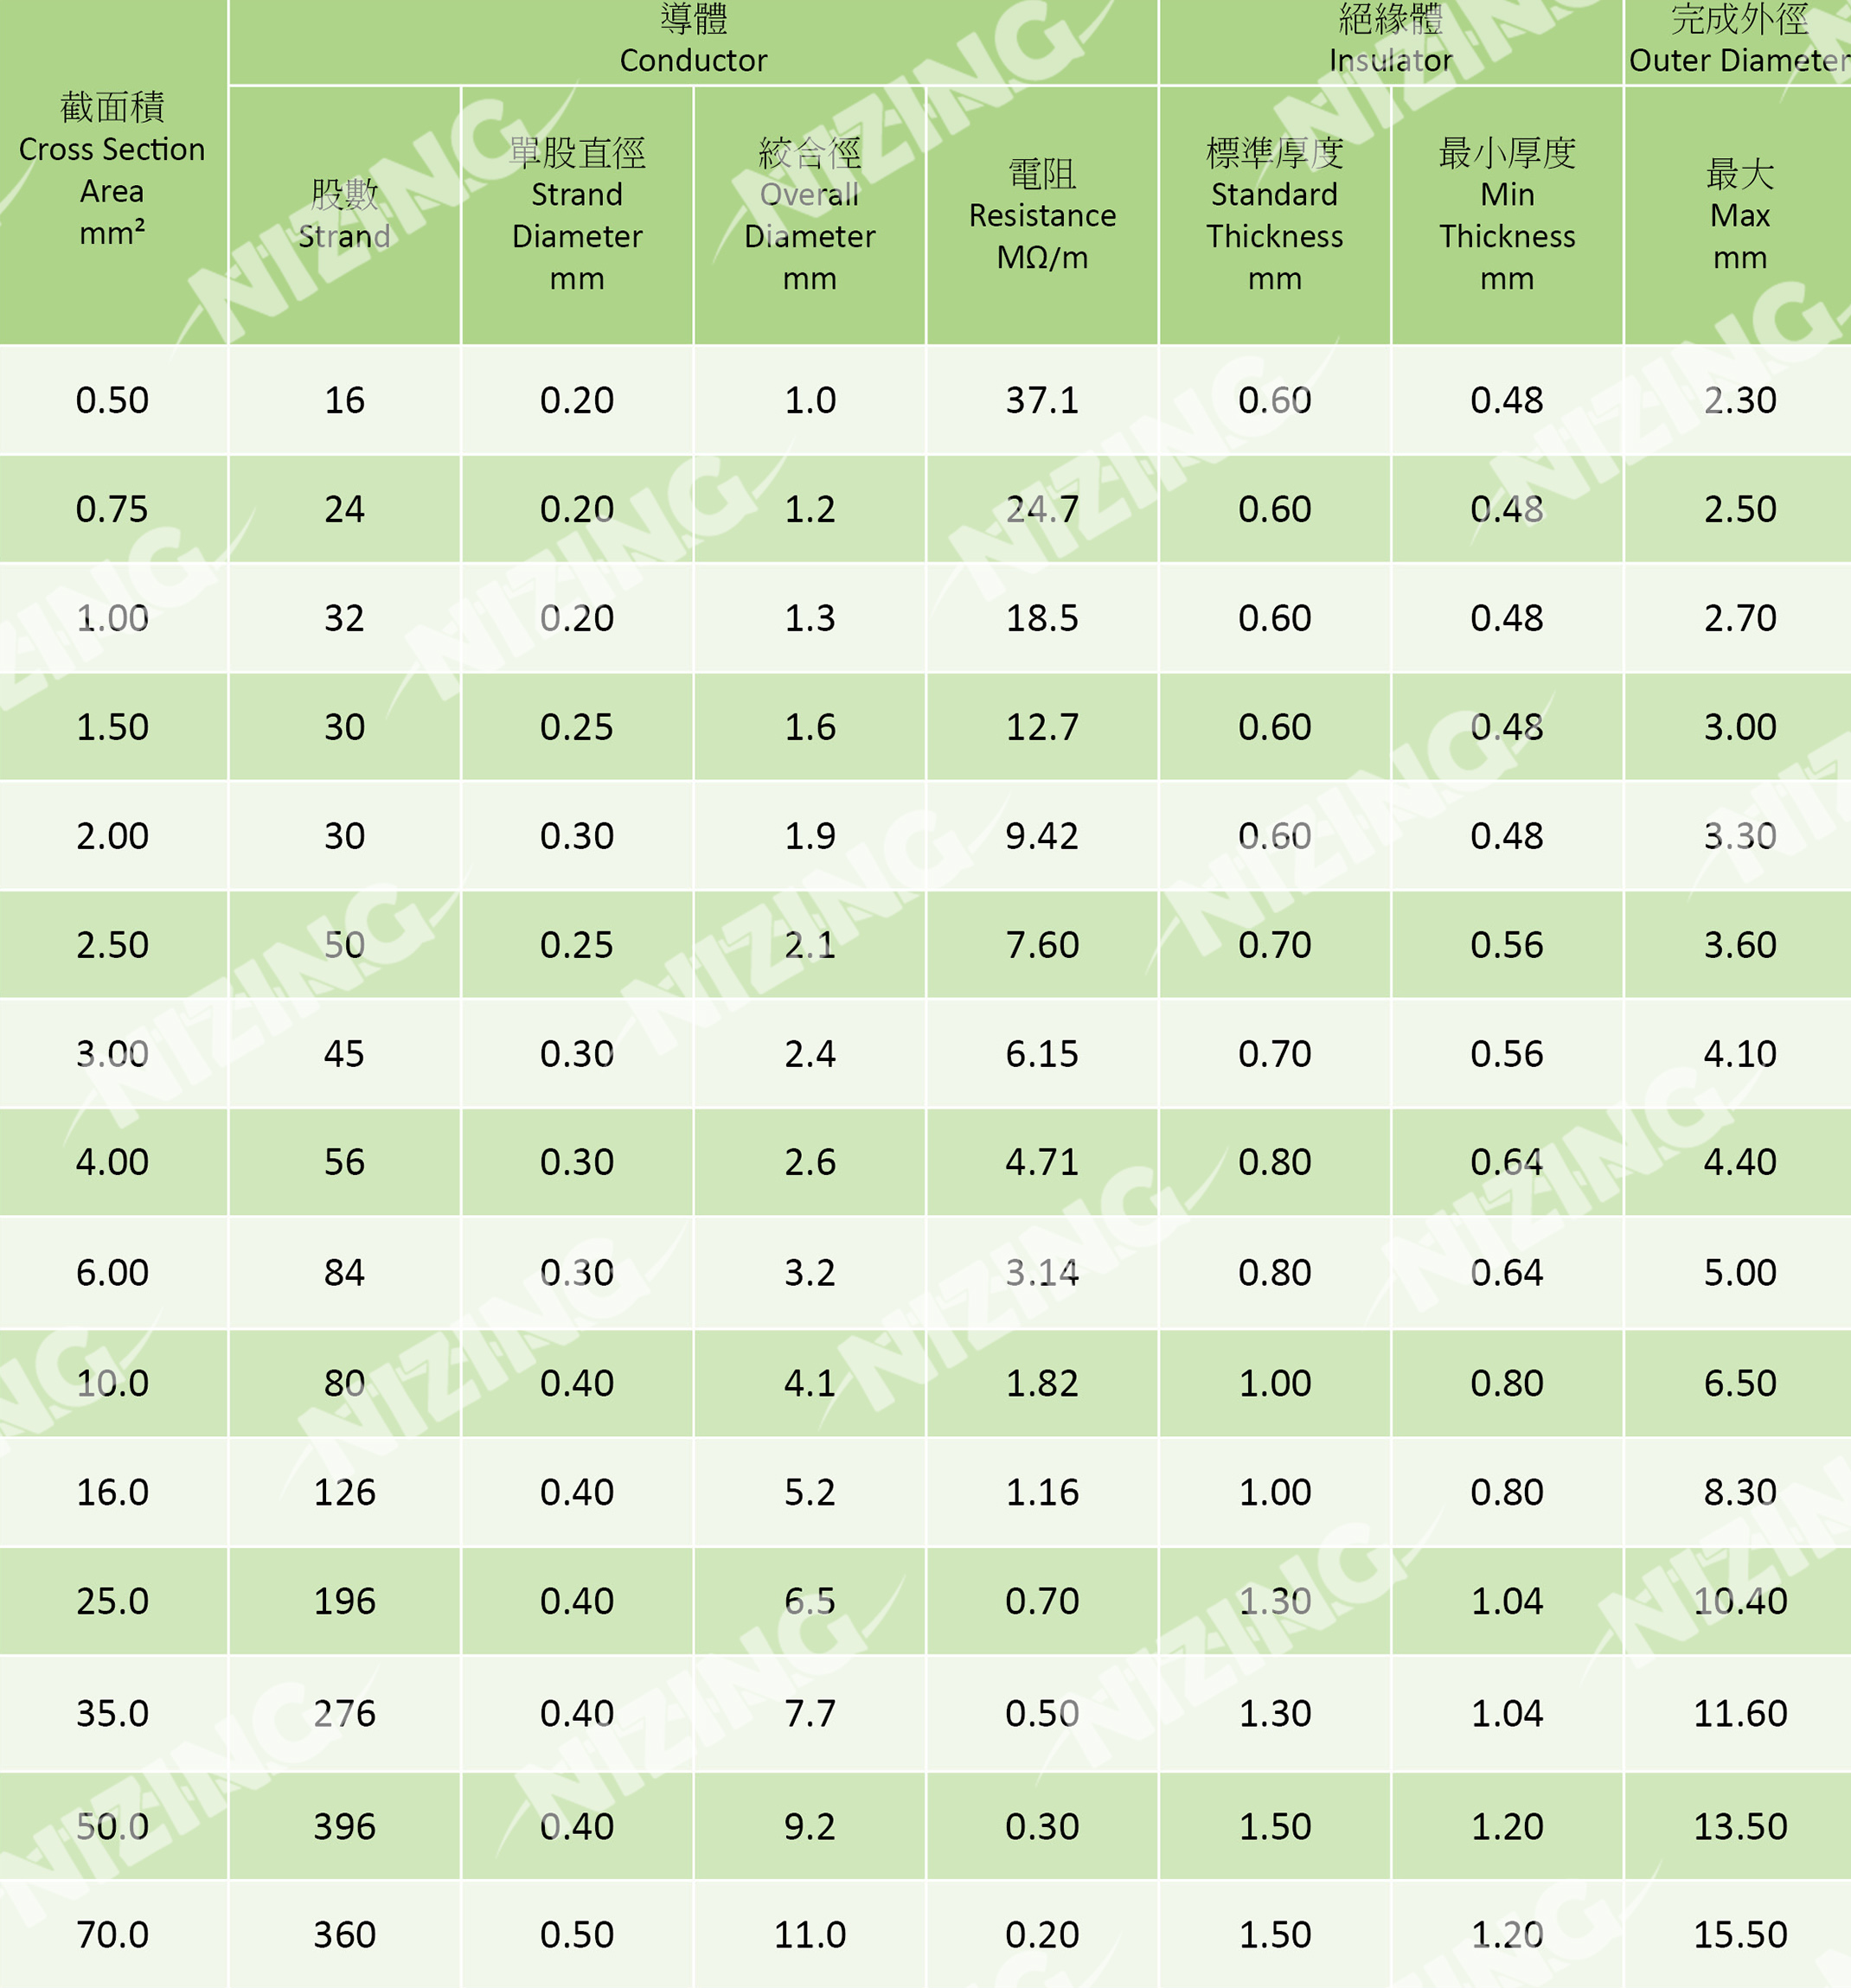 導體
Conductor
絕緣體
Insulator
完成外徑
Outer Diameter
截面積
Cross Section
Area
mm²
股數
Strand
單股直徑
Strand
Diameter
mm
絞合徑
Overall
Diameter
mm
電阻
Resistance
MΩ/m
標準厚度
Standard
Thickness
mm
最小厚度
Min
Thickness
mm
最大
Max
mm
0.50 16 0.20 1.0 37.1 0.60 0.48 2.30
0.75 24 0.20 1.2 24.7 0.60 0.48 2.50
1.00 32 0.20 1.3 18.5 0.60 0.48 2.70
1.50 30 0.25 1.6 12.7 0.60 0.48 3.00
2.00 30 0.30 1.9 9.42 0.60 0.48 3.30
2.50 50 0.25 2.1 7.60 0.70 0.56 3.60
3.00 45 0.30 2.4 6.15 0.70 0.56 4.10
4.00 56 0.30 2.6 4.71 0.80 0.64 4.40
6.00 84 0.30 3.2 3.14 0.80 0.64 5.00
10.0 80 0.40 4.1 1.82 1.00 0.80 6.50
16.0 126 0.40 5.2 1.16 1.00 0.80 8.30
25.0 196 0.40 6.5 0.70 1.30 1.04 10.40
35.0 276 0.40 7.7 0.50 1.30 1.04 11.60
50.0 396 0.40 9.2 0.30 1.50 1.20 13.50
70.0 360 0.50 11.0 0.20 1.50 1.20 15.50
NIZING